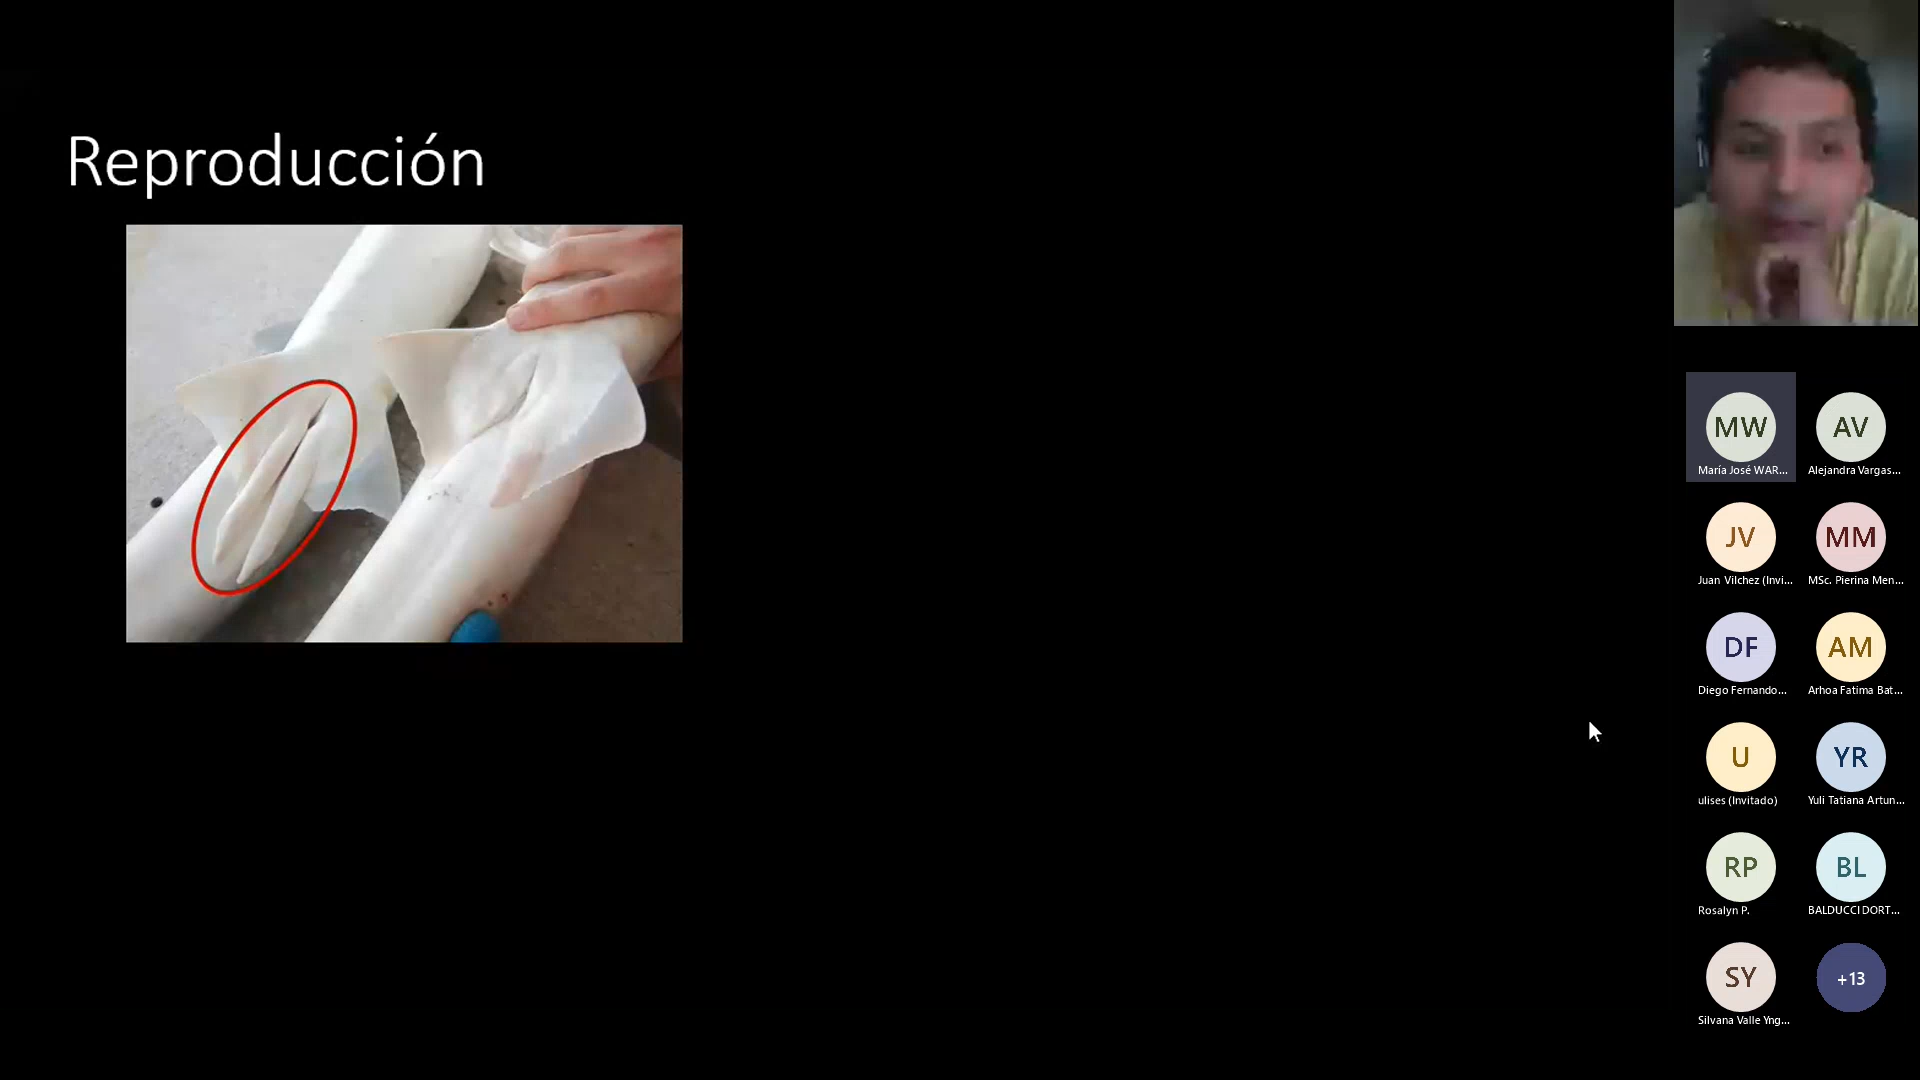 Reproducción
MW
María José WAR...
AV
Alejandra Vargas...
JV
Juan Vilchez (Invi...
MM
MSc. Pierina Men...
DF
Diego Fernando...
AM
Arhoa Fatima Bat...
U
ulises (Invitado)
YR
Yuli Tatiana Artun...
RP
Rosalyn P.
BL
BALDUCCI DORT...
SY
Silvana Valle Yng...
+13